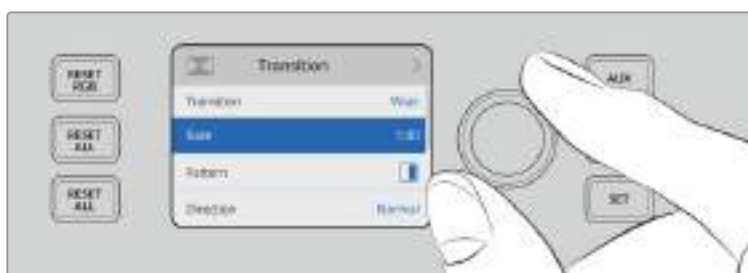 RESET
RGB
RESET
ALL
RESET
ALL
Transition
Transition Wipe
Rate 1:00
Pattern
Direction Normal
AUX
SET